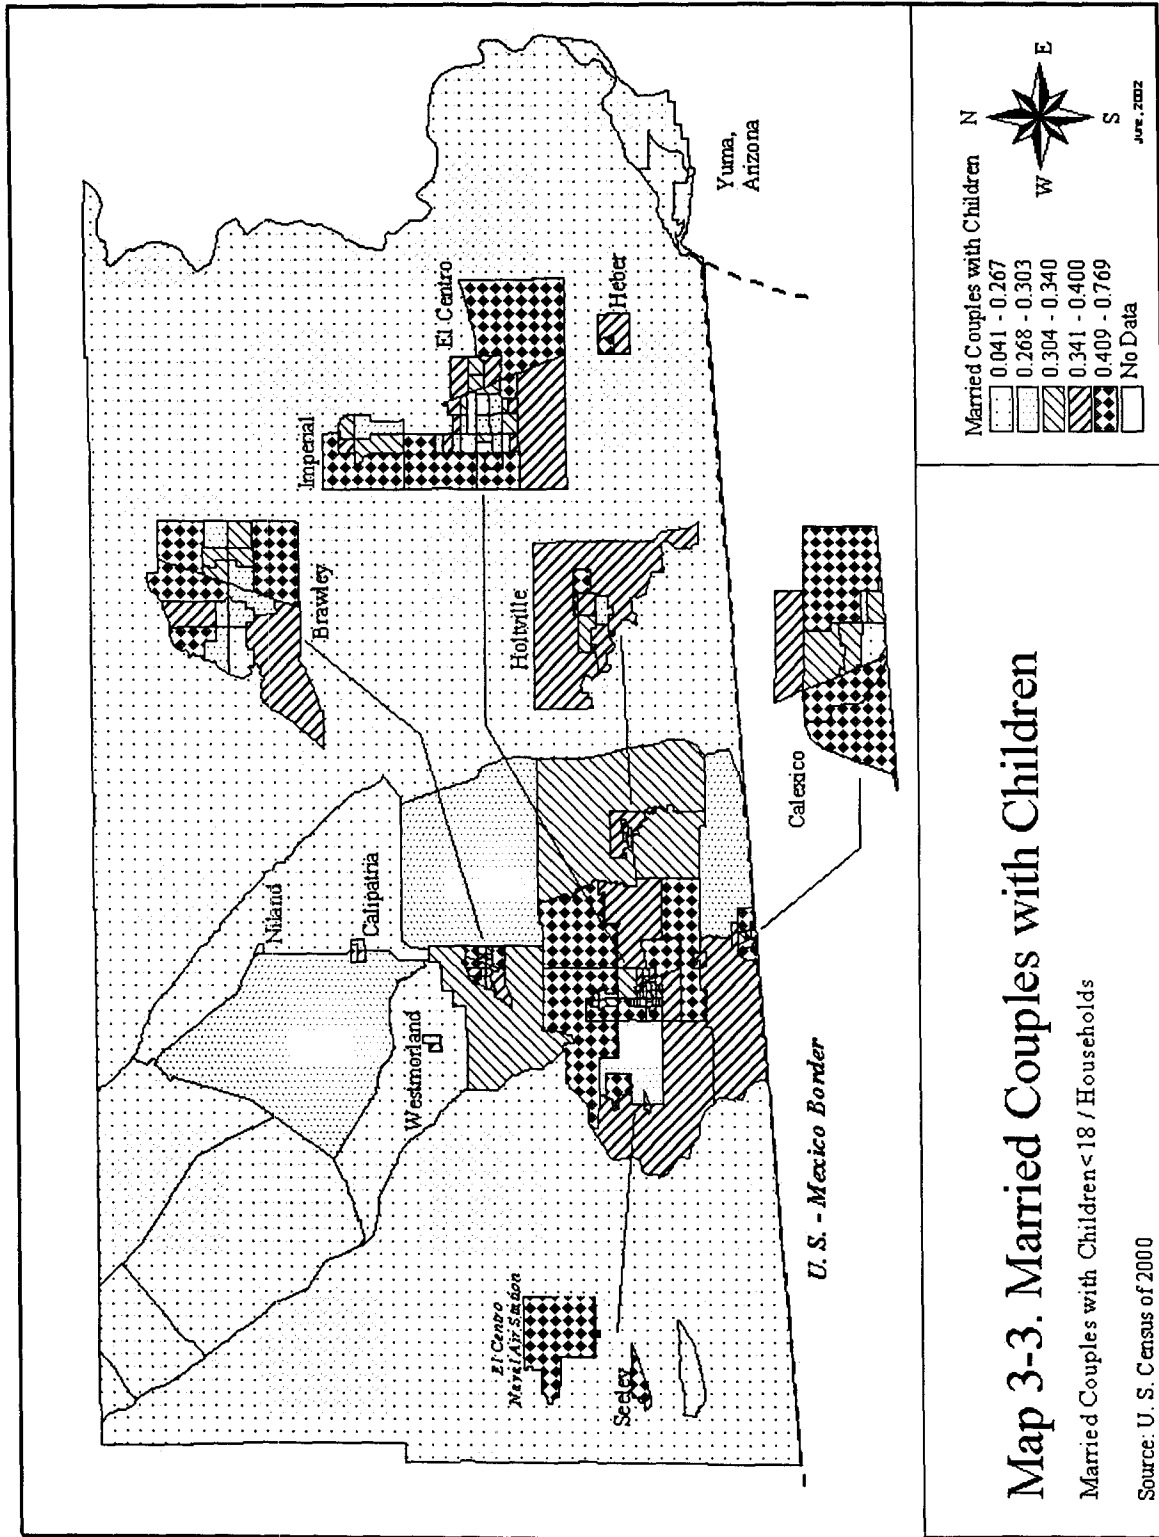 Niland
Calipatria
Westmorland
Brawley
Imperial
El Centro
Holtville
Heber
Yuma,
Arizona
El Centro
Naval Air Station
Seeley
Calexico
U. S. - Mexico Border
Map 3-3. Married Couples with Children
Married Couples with Children<18 / Households
Source: U. S. Census of 2000
Married Couples with Children
0.041 - 0.267
0.268 - 0.303
0.304 - 0.340
0.341 - 0.400
0.409 - 0.769
No Data
N
W
E
S
June, 2002